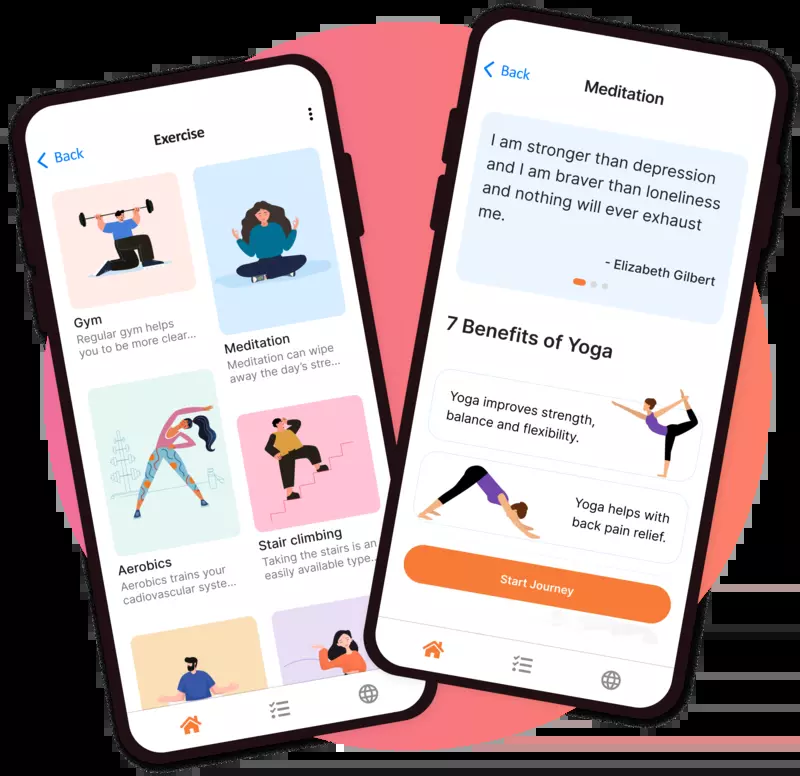 Back
Exercise
Gym
Regular gym helps
you to be more clear...
Meditation
Meditation can wipe
away the day's stre...
Aerobics
Aerobics trains your
cadiovascular syste...
Stair climbing
Taking the stairs is an
easily available type...
Back
Meditation
I am stronger than depression
and I am braver than loneliness
and nothing will ever exhaust
me.
- Elizabeth Gilbert
7 Benefits of Yoga
Yoga improves strength,
balance and flexibility.
Yoga helps with
back pain relief.
Start Journey